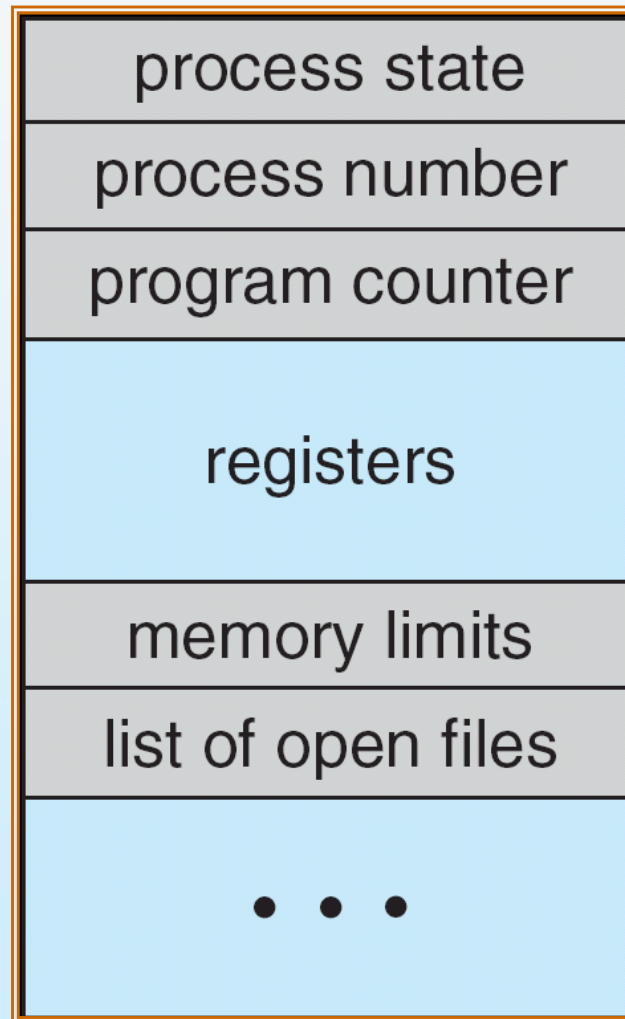 process state
process number
program counter
registers
memory limits
list of open files
• • •